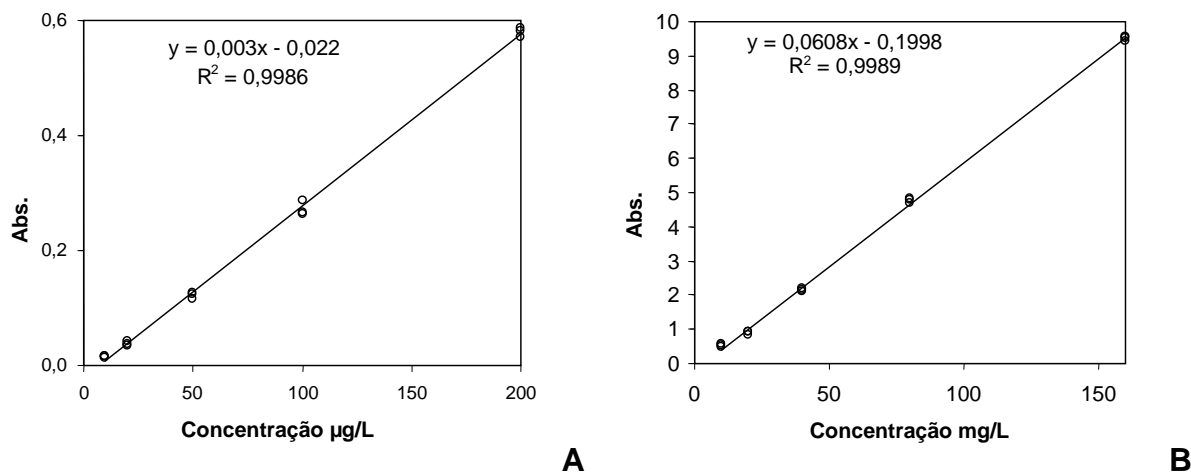 y = 0,003x - 0,022
R² = 0,9986
0,6
0,4
0,2
0,0
Abs.
0 50 100 150 200
Concentração µg/L
A
y = 0,0608x - 0,1998
R² = 0,9989
10
9
8
7
6
5
4
3
2
1
0
Abs.
0 50 100 150
Concentração mg/L
B